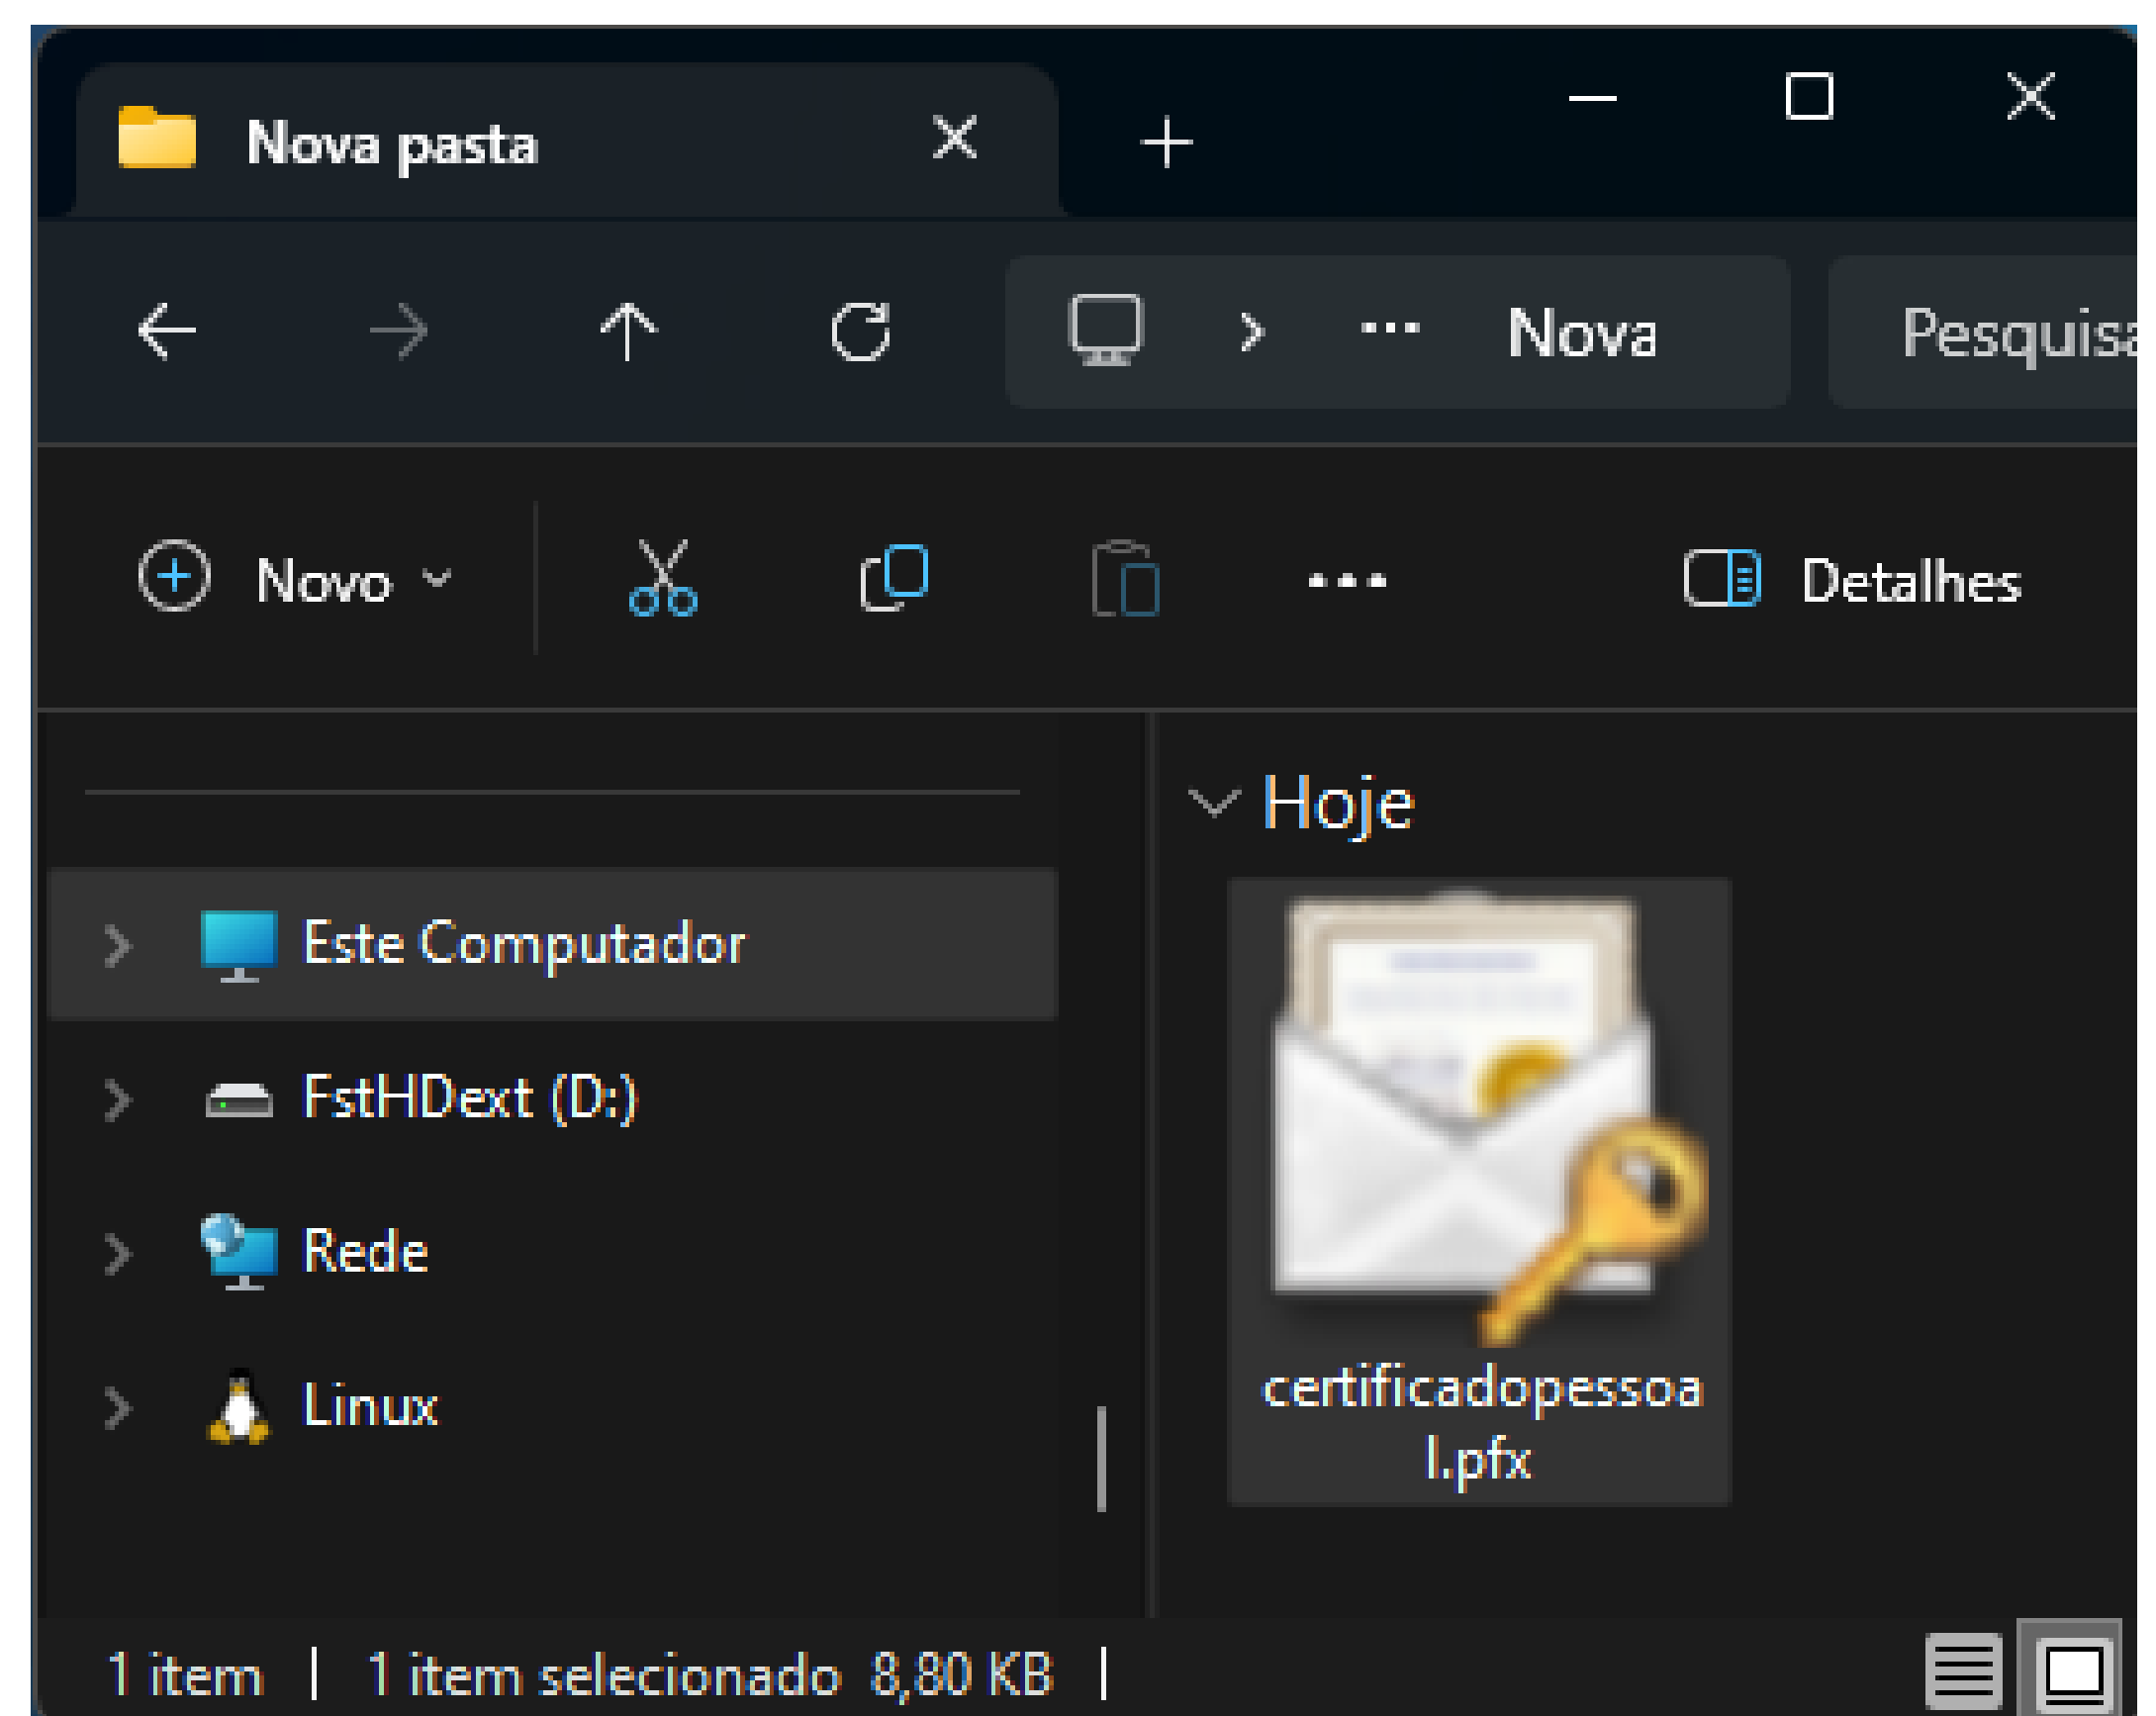 Nova pasta
Nova
Pesquisa
Novo
Detalhes
Hoje
Este Computador
FstHDext (D:)
Rede
Linux
certificadopessoa
l.pfx
1 item
1 item selecionado 8,80 KB